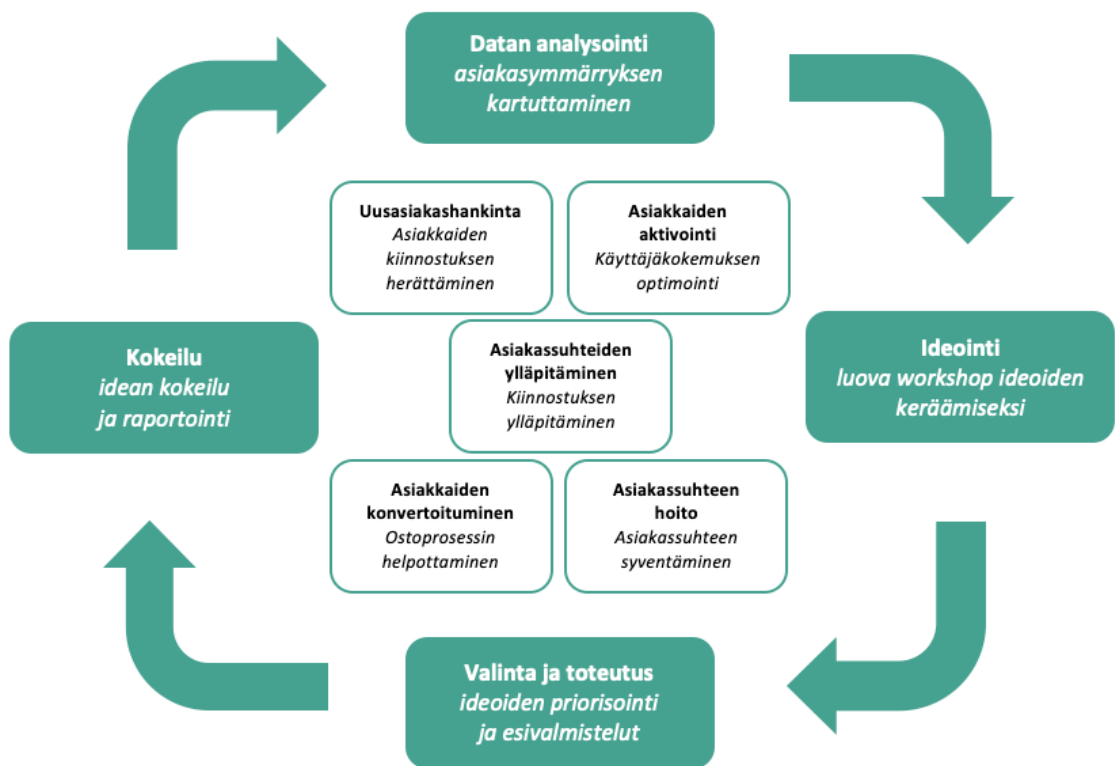 Datan analysointi
asiakasymmärryksen
kartuttaminen
Uusasiakashankinta
Asiakkaiden
kiinnostuksen
herättäminen
Asiakkaiden
aktivointi
Käyttäjäkokemuksen
optimointi
Kokeilu
idean kokeilu
ja raportointi
Asiakassuhteiden
ylläpitäminen
Kiinnostuksen
ylläpitäminen
Ideointi
luova workshop ideoiden
keräämiseksi
Asiakkaiden
konvertoituminen
Ostoprosessin
helpottaminen
Asiakassuhteen
hoito
Asiakassuhteen
syventäminen
Valinta ja toteutus
ideoiden priorisointi
ja esivalmistelut